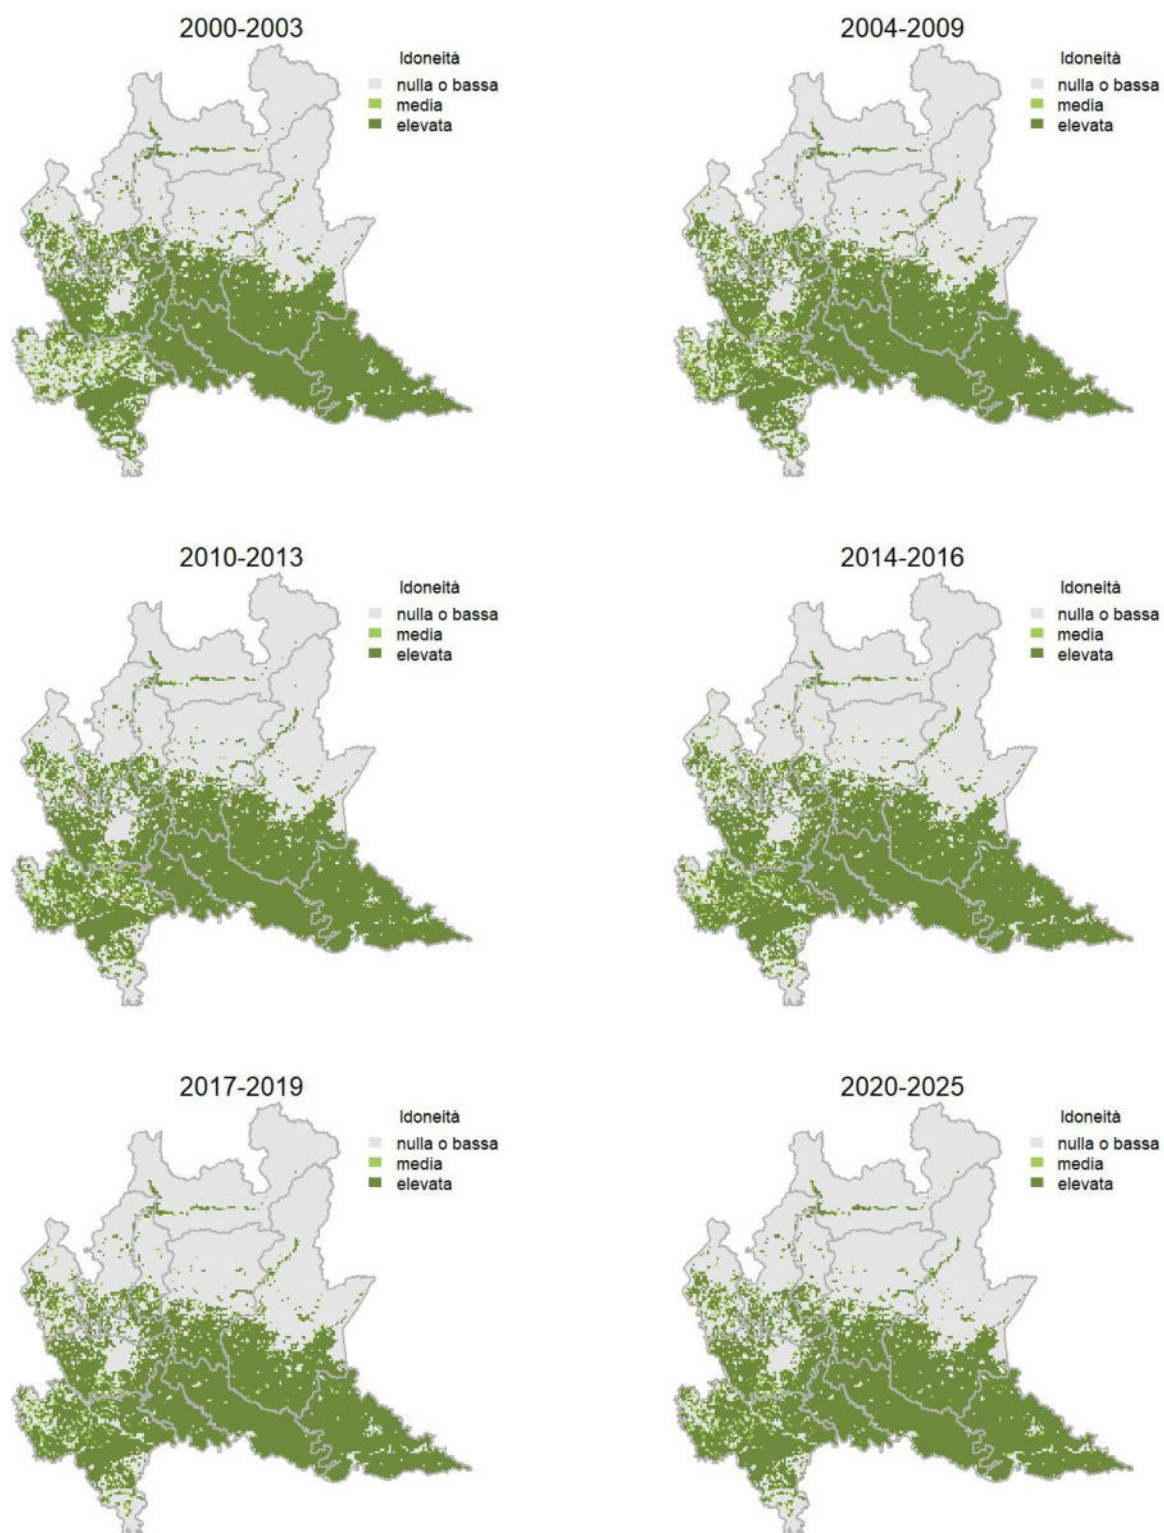 2000-2003
Idoneità
nulla o bassa
media
elevata
2004-2009
Idoneità
nulla o bassa
media
elevata
2010-2013
Idoneità
nulla o bassa
media
elevata
2014-2016
Idoneità
nulla o bassa
media
elevata
2017-2019
Idoneità
nulla o bassa
media
elevata
2020-2025
Idoneità
nulla o bassa
media
elevata